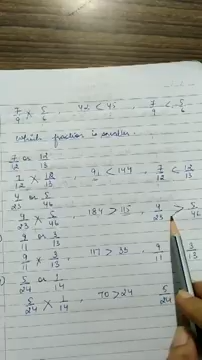 7/9 × 5/6 , 42 < 45 , 7/9 < 5/6
Which fraction is smaller
7/12 or 12/13
7/12 × 12/13 , 91 < 144 , 7/12 < 12/13
4/23 or 5/46
4/23 × 5/46 , 184 > 115 , 4/23 > 5/46
9/11 or 3/13
9/11 × 3/13 , 117 > 33 , 9/11 3/13
5/24 or 1/14
5/24 × 1/14 , 70 > 24 5/24